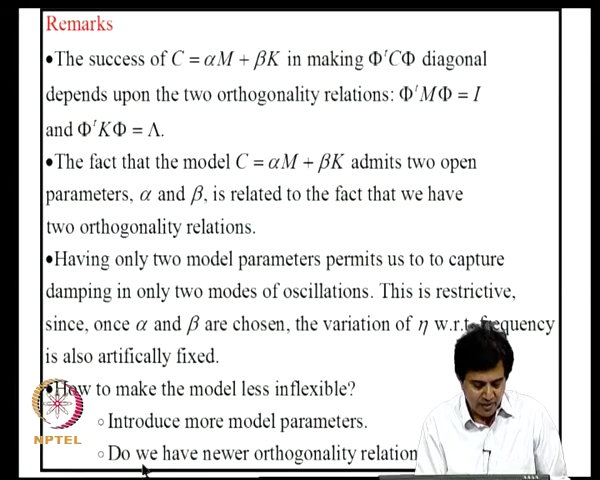 Remarks
•The success of C = αM + βK in making ΦᵗCΦ diagonal
depends upon the two orthogonality relations: ΦᵗMΦ = I
and ΦᵗKΦ = Λ.
•The fact that the model C = αM + βK admits two open
parameters, α and β, is related to the fact that we have
two orthogonality relations.
•Having only two model parameters permits us to to capture
damping in only two modes of oscillations. This is restrictive,
since, once α and β are chosen, the variation of η w.r.t. frequency
is also artifically fixed.
•How to make the model less inflexible?
◦Introduce more model parameters.
◦Do we have newer orthogonality relation
NPTEL